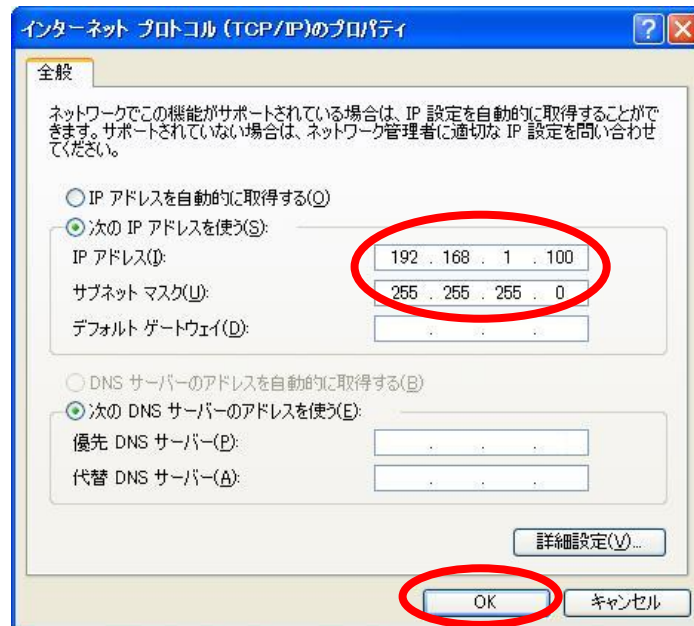 インターネット プロトコル (TCP/IP)のプロパティ
全般
ネットワークでこの機能がサポートされている場合は、IP 設定を自動的に取得することがで
きます。サポートされていない場合は、ネットワーク管理者に適切な IP 設定を問い合わせ
てください。
IP アドレスを自動的に取得する(O)
次の IP アドレスを使う(S):
IP アドレス(I): 192 . 168 . 1 . 100
サブネット マスク(U): 255 . 255 . 255 . 0
デフォルト ゲートウェイ(D): . . .
DNS サーバーのアドレスを自動的に取得する(B)
次の DNS サーバーのアドレスを使う(E):
優先 DNS サーバー(P): . . .
代替 DNS サーバー(A): . . .
詳細設定(V)...
OK キャンセル